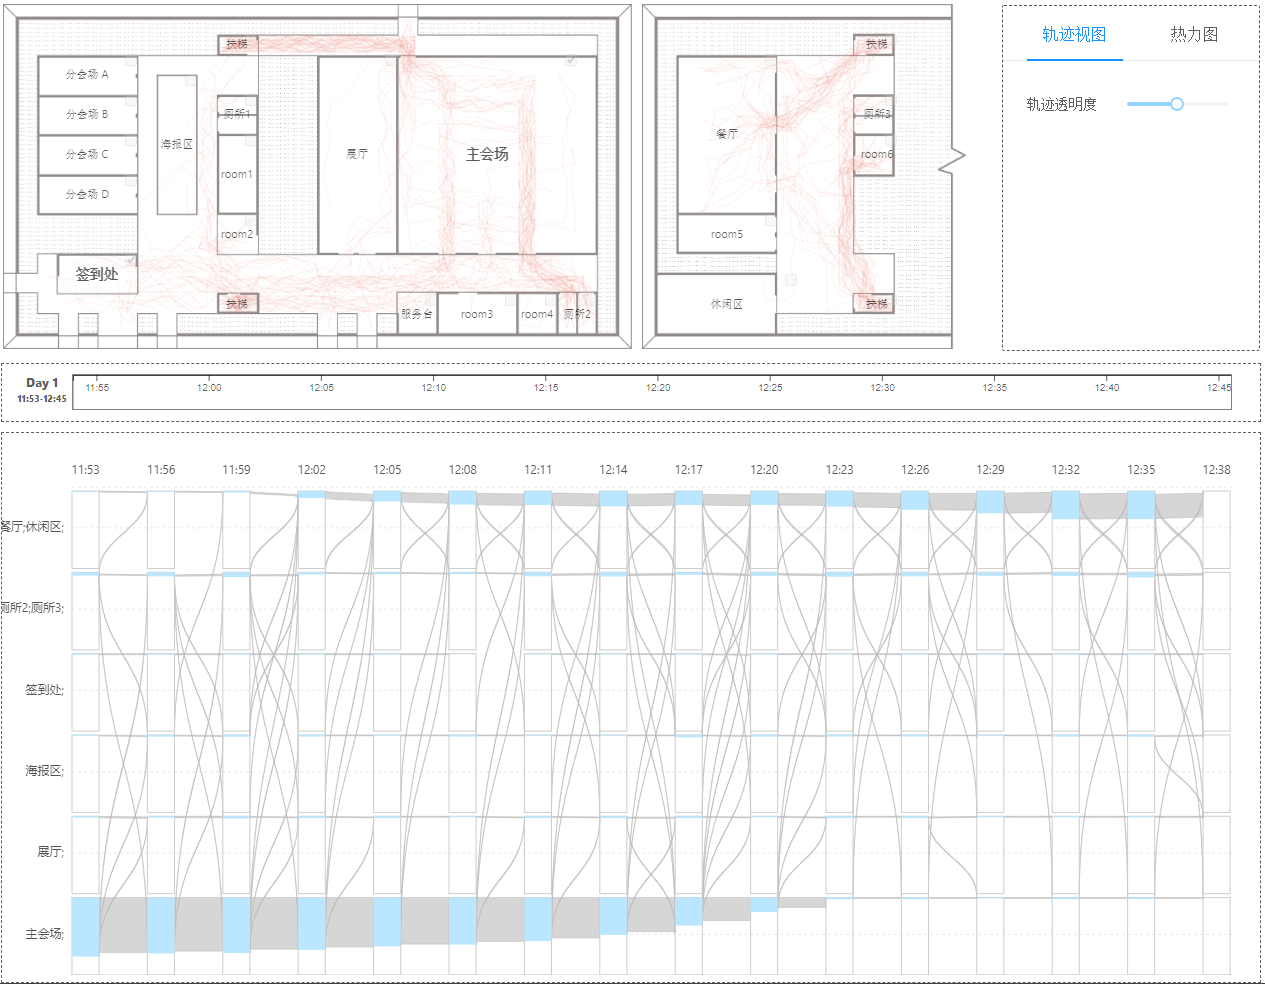 扶梯
分会场 A
分会场 B
分会场 C
分会场 D
海报区
厕所1
room1
room2
展厅
主会场
签到处
扶梯
服务台
room3
room4
厕所2
扶梯
餐厅
厕所3
room6
room5
休闲区
扶梯
轨迹视图
热力图
轨迹透明度
Day 1
11:53-12:45
11:55 12:00 12:05 12:10 12:15 12:20 12:25 12:30 12:35 12:40 12:45
11:53 11:56 11:59 12:02 12:05 12:08 12:11 12:14 12:17 12:20 12:23 12:26 12:29 12:32 12:35 12:38
餐厅;休闲区;
厕所2;厕所3;
签到处;
海报区;
展厅;
主会场;